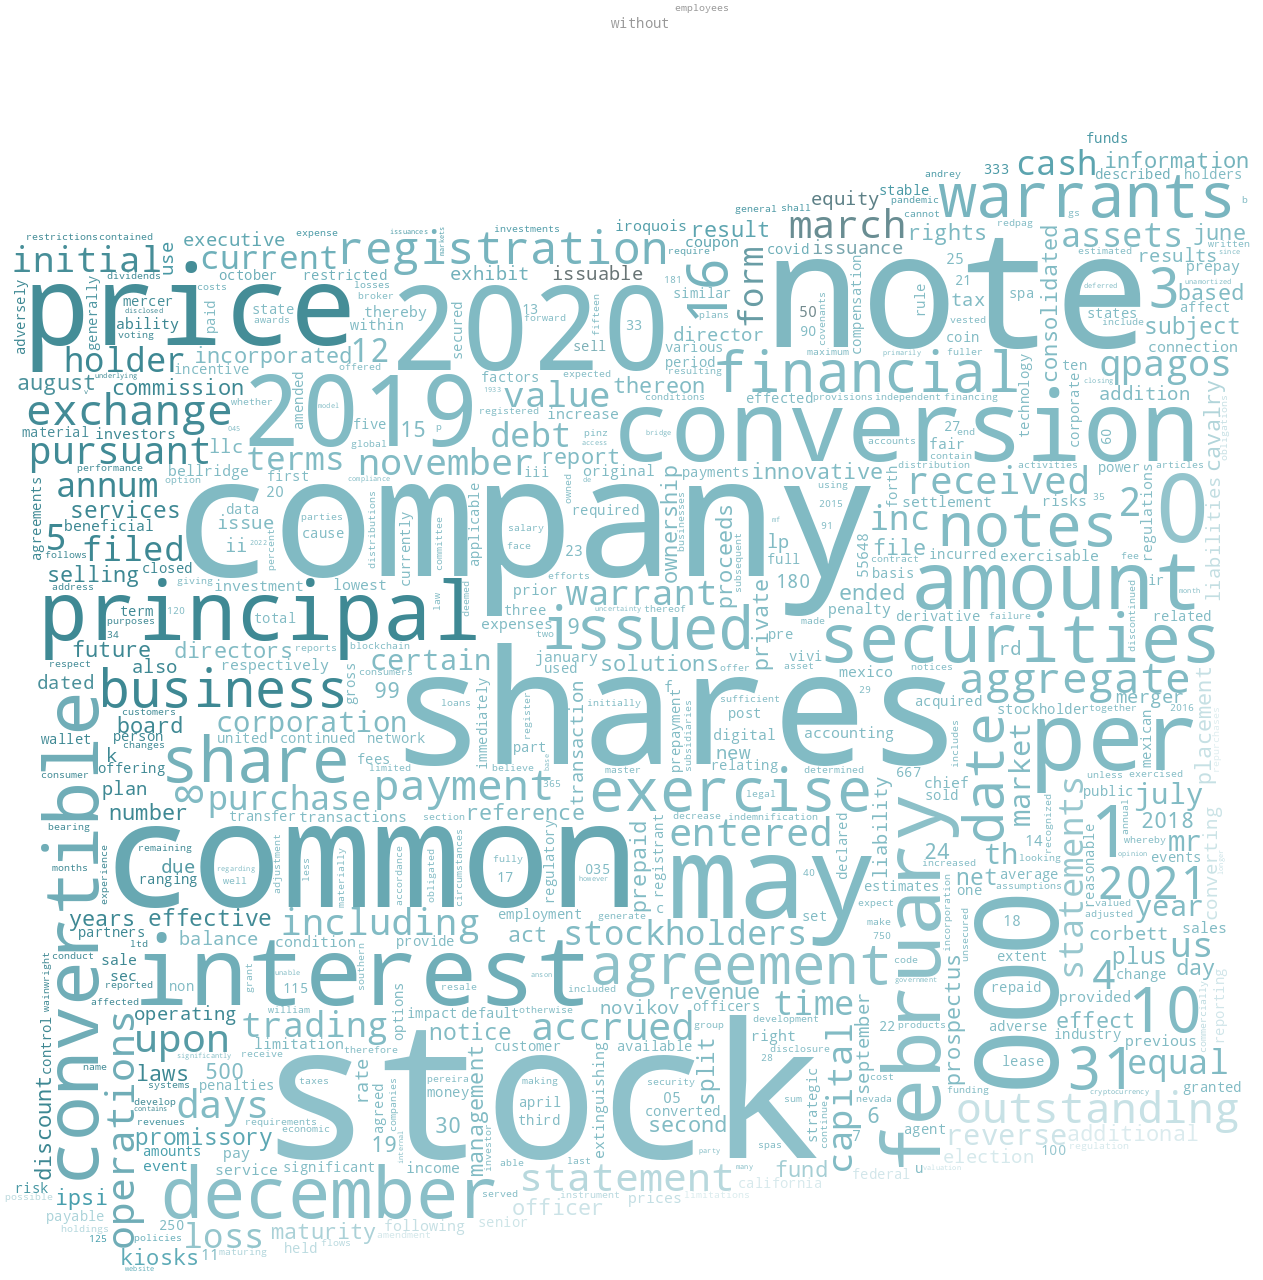 employees
without
funds
cash
information
333
described
holders
andrey
warrants
stable
equity
pandemic
general
shall
march
cannot
redpag
gs
b
iroquois
result
coupon
covid
issuance
rights
assets
june
restrictions
contained
executive
expense
issuances
markets
investments
registration
require
form
note
25
21
estimated
written
since
results
use
current
initial
dividends
october
restricted
exhibit
issuable
16
consolidated
prepay
price
costs
losses
181
similar
plans
compensation
rule
tax
spa
deferred
unamortized
3
based
adversely
generally
mercer
disclosed
paid
state
awards
broker
2020
13
forward
fifteen
50
90
covenants
vested
coin
states
include
affect
ability
voting
within
thereby
secured
33
sell
director
various
period
resulting
maximum
primarily
fuller
technology
subject
connection
holder
incorporated
12
offered
expected
financial
ten
closing
qpagos
underlying
incentive
factors
value
thereon
effected
provisions
independent
financing
corporate
addition
august
commission
amended
1933
conditions
exchange
whether
2019
model
five
registered
increase
conversion
27
end
60
cavalry
obligations
material
investors
045
global
15
p
debt
pinz
access
bridge
accounts
fair
contain
pursuant
llc
terms
november
report
original
payments
innovative
distribution
activities
power
articles
performance
bellridge
option
first
compliance
iii
owned
de
using
received
forth
settlement
risks
35
regulations
liabilities
annum
20
company
required
2015
0
services
data
parties
distributions
applicable
ownership
businesses
proceeds
mf
inc
notes
2
agreements
beneficial
issue
cause
salary
91
file
5
filed
ii
2022
percent
currently
committee
face
23
subsequent
lp
full
55648
incurred
exercisable
fee
follows
closed
basis
contract
ir
selling
address
giving
investment
lowest
efforts
prior
warrant
180
ended
amount
month
principal
term
purposes
120
total
law
deemed
three
uncertainty
thereof
private
made
penalty
derivative
failure
discontinued
related
34
future
directors
reports
blockchain
expenses
19
issued
two
pre
securities
respect
also
respectively
consumers
certain
january
used
solutions
offer
asset
vivi
mexico
rd
notices
dated
customers
business
gross
99
loans
immediately
register
initially
f
sufficient
29
acquired
aggregate
merger
placement
convertible
board
corporation
transaction
prepayment
subsidiaries
post
stockholder
together
2016
wallet
person
changes
united
continued
network
shares
part
digital
accounting
includes
per
mexican
repurchases
k
consumer
offering
share
fees
limited
believe
base
365
master
new
relating
determined
667
chief
sold
date
market
unless
exercised
plan
8
purchase
payment
reference
exercise
legal
public
july
bearing
number
transfer
transactions
section
decrease
indemnification
liability
recognized
annual
2018
remaining
common
regulatory
prepaid
registrant
entered
declared
24
increased
th
14
looking
1
whereby
mr
converting
months
experience
due
regarding
well
adjustment
less
materially
accordance
obligated
circumstances
fully
17
however
035
may
40
estimates
net
average
assumptions
reasonable
opinion
events
longer
ranging
c
expect
one
2021
valued
adjusted
year
years
effective
including
employment
generate
set
make
750
february
incorporation
unsecured
0000
18
statements
corbett
sales
partners
ltd
balance
condition
provide
act
stockholders
code
government
extent
plus
us
conduct
sale
sec
reported
non
grant
unable
interest
southern
anson
included
agreement
prospectus
repaid
4
change
day
control
wainwright
affected
115
william
resale
options
revenue
officers
time
provided
10
commercially
reporting
operating
impact
default
otherwise
novikov
development
september
22
products
adverse
effect
operations
upon
trading
limitation
notice
accrued
right
capital
industry
previous
name
significantly
receive
therefore
customer
available
group
split
disclosure
28
cost
lease
31
equal
discount
laws
500
taxes
stock
extinguishing
security
strategic
funding
cryptocurrency
granted
systems
develop
penalties
rate
agreed
companies
pereira
money
making
05
converted
sum
nevada
6
contains
revenues
days
requirements
30
april
third
second
spas
continue
agent
outstanding
promissory
economic
19
internal
management
investor
party
7
reverse
additional
amounts
pay
able
last
many
100
regulation
event
service
significant
income
fund
election
valuation
risk
possible
ipsi
december
served
statement
instrument
prices
limitations
california
federal
u
payable
holdings
250
loss
maturity
following
senior
officer
125
policies
held
flows
amendment
kiosks
11
maturing
website